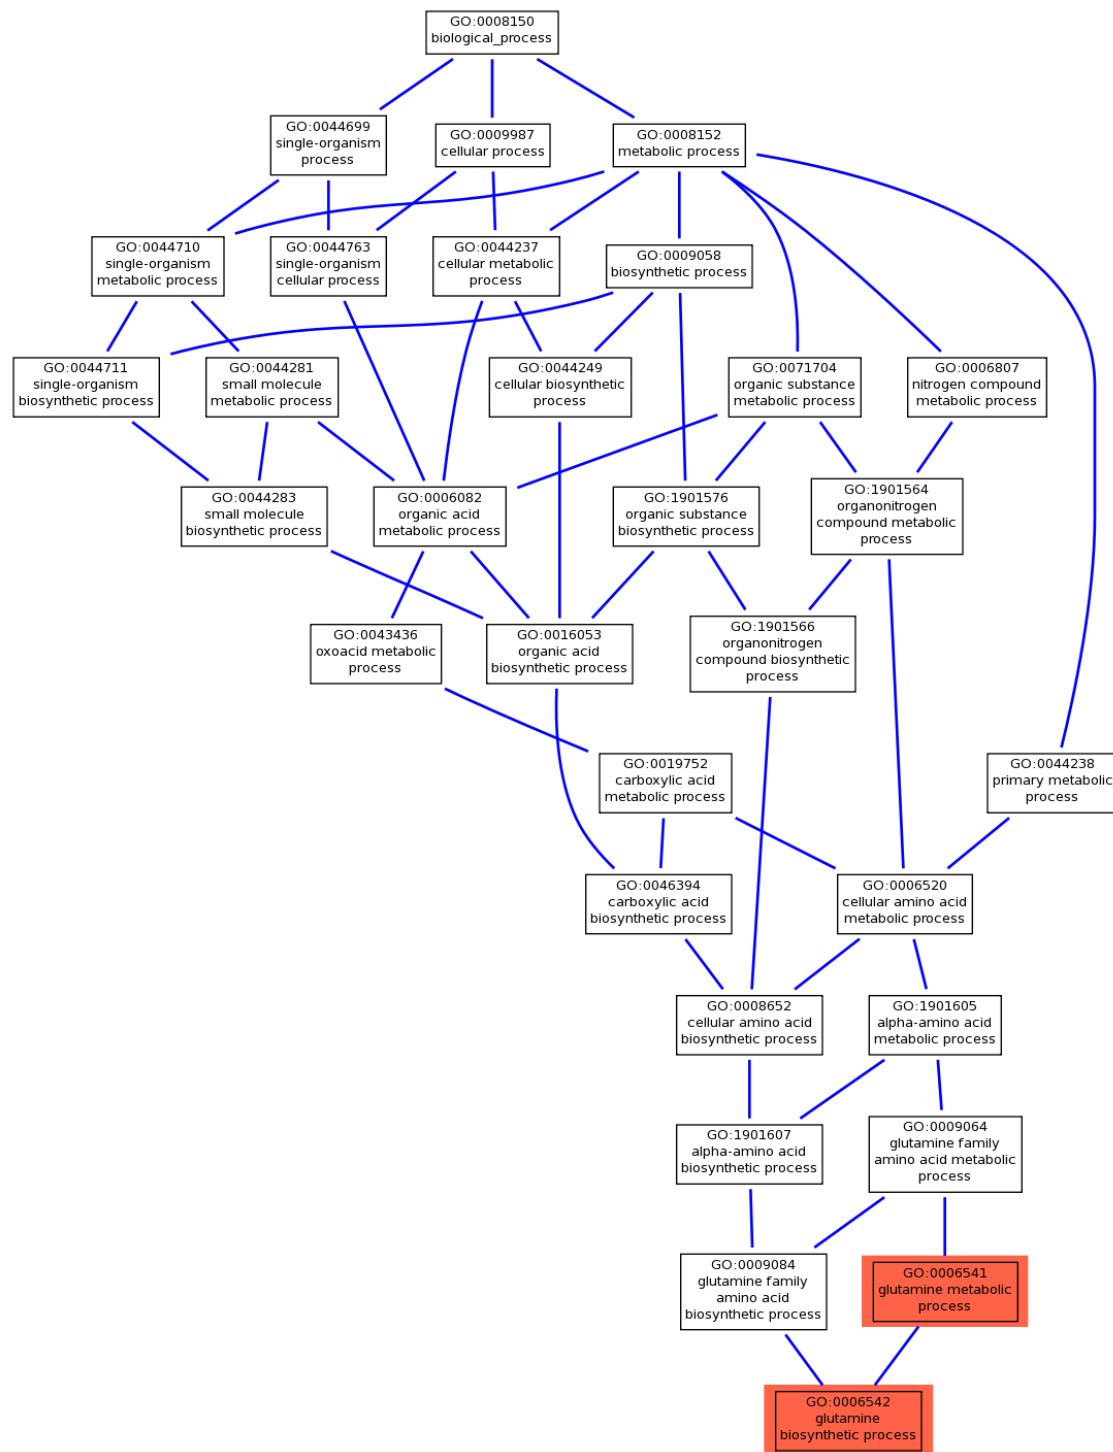 GO:0008150
biological_process
GO:0044699
single-organism
process
GO:0009987
cellular process
GO:0008152
metabolic process
GO:0044710
single-organism
metabolic process
GO:0044763
single-organism
cellular process
GO:0044237
cellular metabolic
process
GO:0009058
biosynthetic process
GO:0044711
single-organism
biosynthetic process
GO:0044281
small molecule
metabolic process
GO:0044249
cellular biosynthetic
process
GO:0071704
organic substance
metabolic process
GO:0006807
nitrogen compound
metabolic process
GO:0044283
small molecule
biosynthetic process
GO:0006082
organic acid
metabolic process
GO:1901576
organic substance
biosynthetic process
GO:1901564
organonitrogen
compound metabolic
process
GO:0043436
oxoacid metabolic
process
GO:0016053
organic acid
biosynthetic process
GO:1901566
organonitrogen
compound biosynthetic
process
GO:0019752
carboxylic acid
metabolic process
GO:0044238
primary metabolic
process
GO:0046394
carboxylic acid
biosynthetic process
GO:0006520
cellular amino acid
metabolic process
GO:0008652
cellular amino acid
biosynthetic process
GO:1901605
alpha-amino acid
metabolic process
GO:1901607
alpha-amino acid
biosynthetic process
GO:0009064
glutamine family
amino acid metabolic
process
GO:0009084
glutamine family
amino acid
biosynthetic process
GO:0006541
glutamine metabolic
process
GO:0006542
glutamine
biosynthetic process